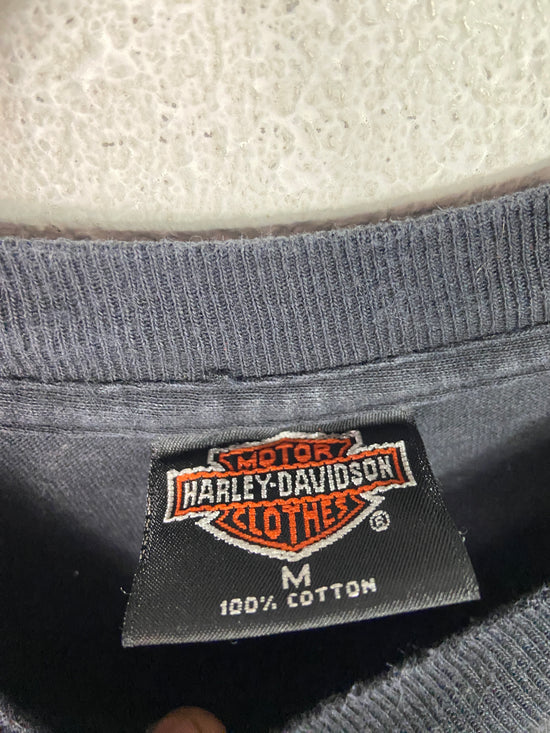 MOTOR
HARLEY-DAVIDSON
CLOTHES
®
M
100% COTTON